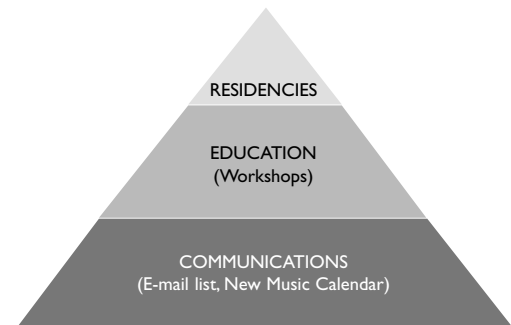 RESIDENCIES
EDUCATION
(Workshops)
COMMUNICATIONS
(E-mail list, New Music Calendar)